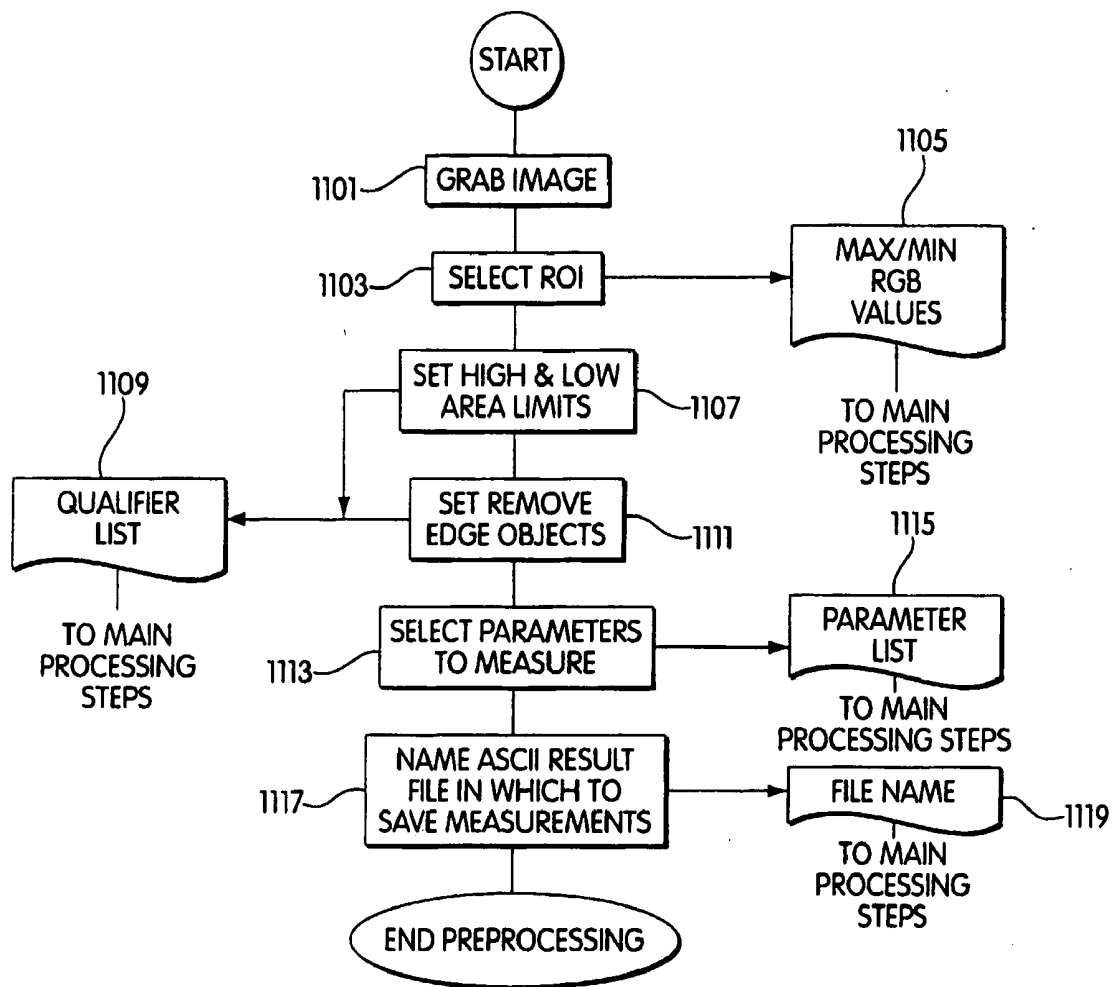 START
1101
GRAB IMAGE
1103
SELECT ROI
1105
MAX/MIN
RGB
VALUES
TO MAIN
PROCESSING
STEPS
SET HIGH & LOW
AREA LIMITS
1107
1109
QUALIFIER
LIST
TO MAIN
PROCESSING
STEPS
SET REMOVE
EDGE OBJECTS
1111
1113
SELECT PARAMETERS
TO MEASURE
1115
PARAMETER
LIST
TO MAIN
PROCESSING STEPS
1117
NAME ASCII RESULT
FILE IN WHICH TO
SAVE MEASUREMENTS
FILE NAME
1119
TO MAIN
PROCESSING
STEPS
END PREPROCESSING